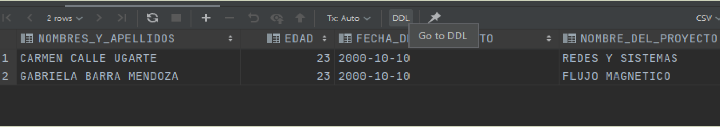 2 rows Tx: Auto DDL CSV
NOMBRES_Y_APELLIDOS EDAD FECHA_D TO NOMBRE_DEL_PROYECTO
Go to DDL
1 CARMEN CALLE UGARTE 23 2000-10-10 REDES Y SISTEMAS
2 GABRIELA BARRA MENDOZA 23 2000-10-10 FLUJO MAGNETICO